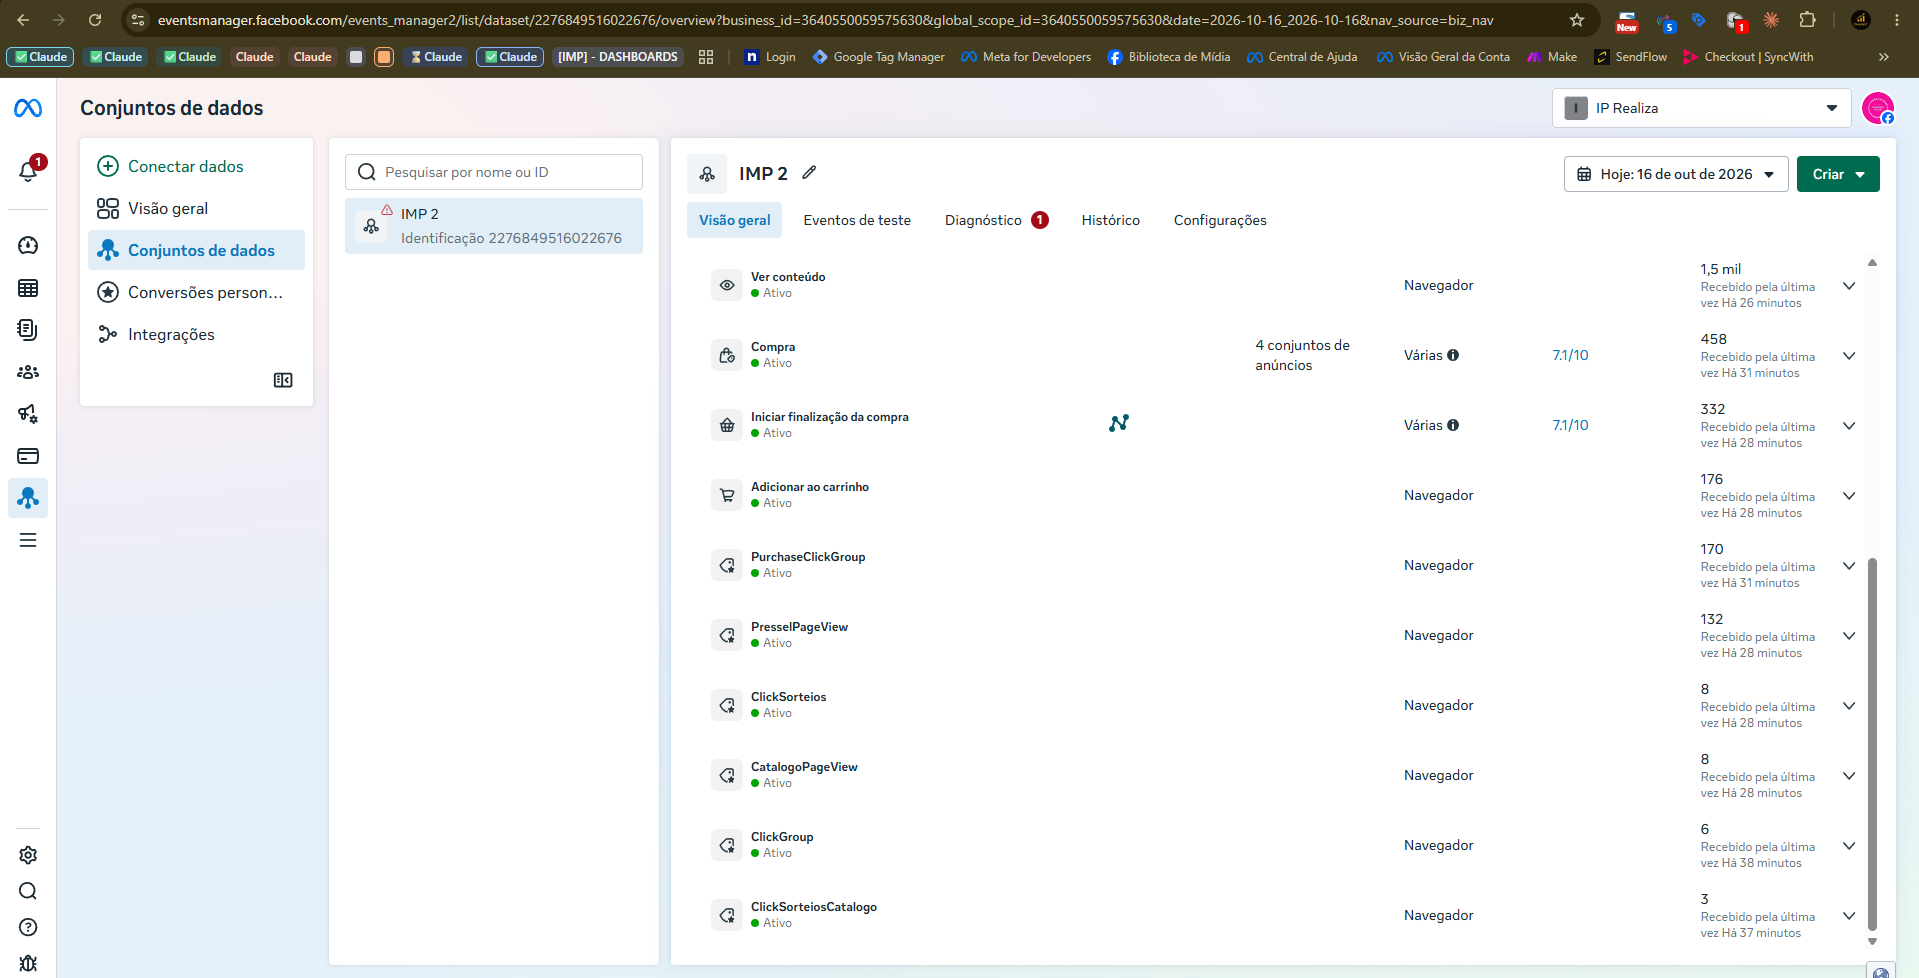 eventsmanager.facebook.com/events_manager2/list/dataset/2276849516022676/overview?business_id=3640550059575630&global_scope_id=3640550059575630&date=2026-10-16_2026-10-16&nav_source=biz_nav
New
5
1
✅Claude
✅Claude
✅Claude
Claude
Claude
⌛Claude
✅Claude
[IMP] - DASHBOARDS
Login
Google Tag Manager
Meta for Developers
Biblioteca de Mídia
Central de Ajuda
Visão Geral da Conta
Make
SendFlow
Checkout | SyncWith
»
1
Conjuntos de dados
I
IP Realiza
Conectar dados
Visão geral
Conjuntos de dados
Conversões person...
Integrações
Pesquisar por nome ou ID
IMP 2
Identificação 2276849516022676
IMP 2
Hoje: 16 de out de 2026
Criar
Visão geral
Eventos de teste
Diagnóstico 1
Histórico
Configurações
Ver conteúdo
Ativo
Navegador
1,5 mil
Recebido pela última
vez Há 26 minutos
Compra
Ativo
4 conjuntos de
anúncios
Várias
7.1/10
458
Recebido pela última
vez Há 31 minutos
Iniciar finalização da compra
Ativo
Várias
7.1/10
332
Recebido pela última
vez Há 28 minutos
Adicionar ao carrinho
Ativo
Navegador
176
Recebido pela última
vez Há 28 minutos
PurchaseClickGroup
Ativo
Navegador
170
Recebido pela última
vez Há 31 minutos
PresselPageView
Ativo
Navegador
132
Recebido pela última
vez Há 28 minutos
ClickSorteios
Ativo
Navegador
8
Recebido pela última
vez Há 28 minutos
CatalogoPageView
Ativo
Navegador
8
Recebido pela última
vez Há 28 minutos
ClickGroup
Ativo
Navegador
6
Recebido pela última
vez Há 38 minutos
ClickSorteiosCatalogo
Ativo
Navegador
3
Recebido pela última
vez Há 37 minutos